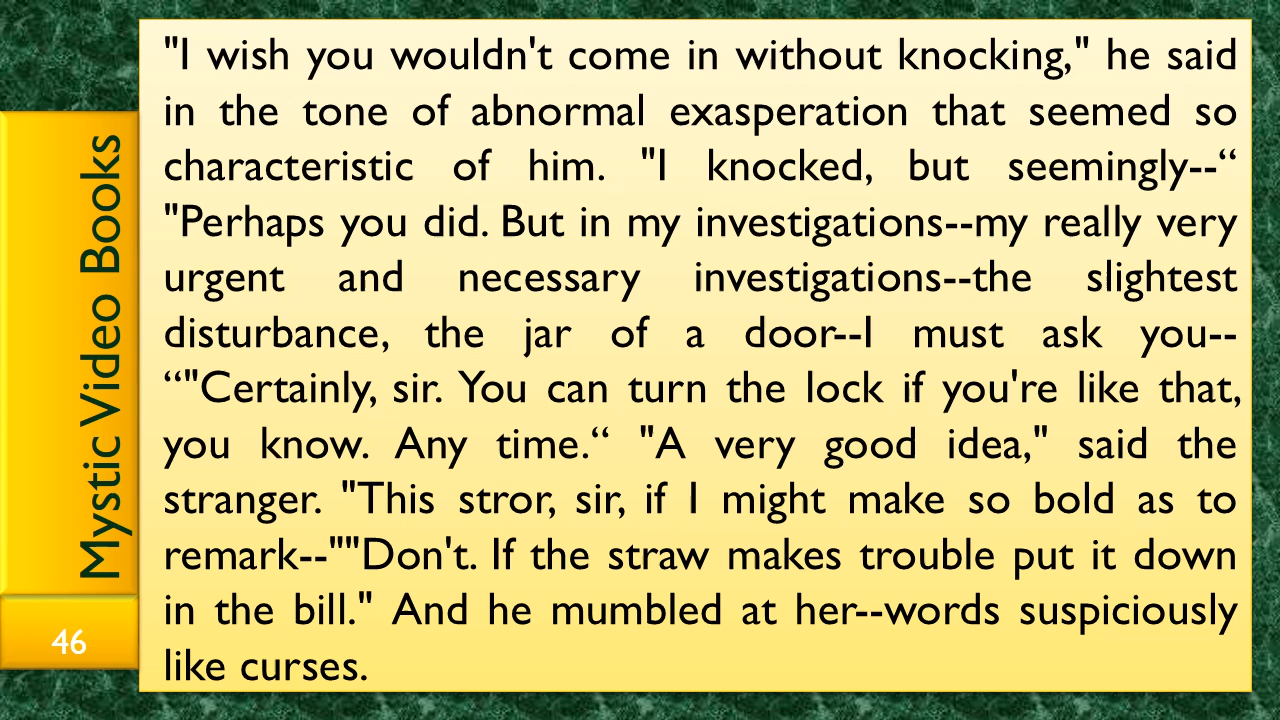 "I wish you wouldn't come in without knocking," he said
in the tone of abnormal exasperation that seemed so
characteristic of him. "I knocked, but seemingly--“
"Perhaps you did. But in my investigations--my really very
urgent and necessary investigations--the slightest
disturbance, the jar of a door--I must ask you--
“"Certainly, sir. You can turn the lock if you're like that,
you know. Any time.“ "A very good idea," said the
stranger. "This stror, sir, if I might make so bold as to
remark--""Don't. If the straw makes trouble put it down
in the bill." And he mumbled at her--words suspiciously
like curses.
Mystic Video Books
46